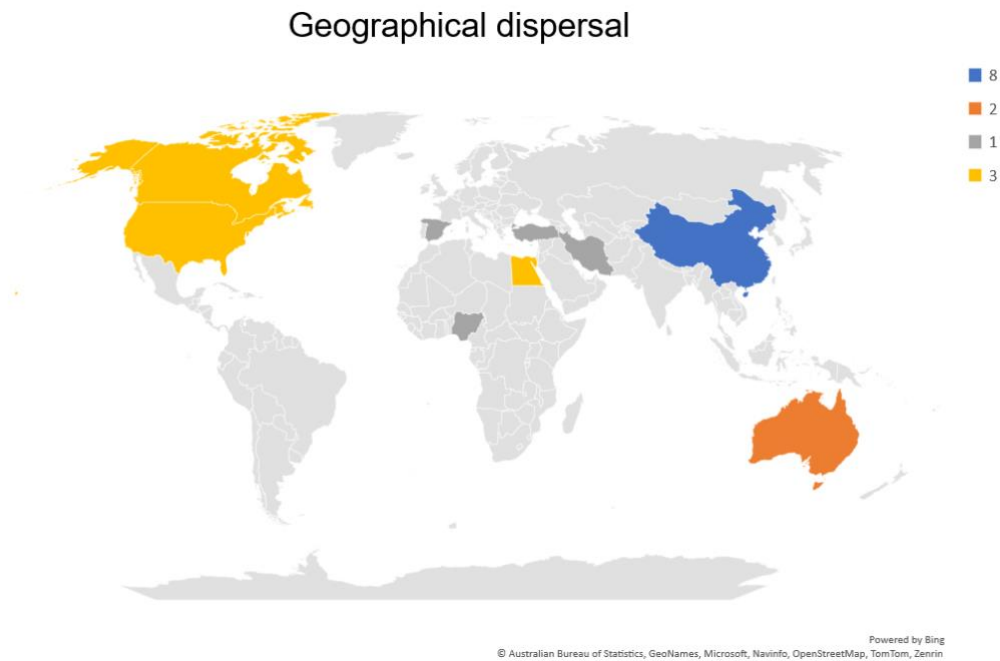 Geographical dispersal
8
2
1
3
Powered by Bing
© Australian Bureau of Statistics, GeoNames, Microsoft, Navinfo, OpenStreetMap, TomTom, Zenrin